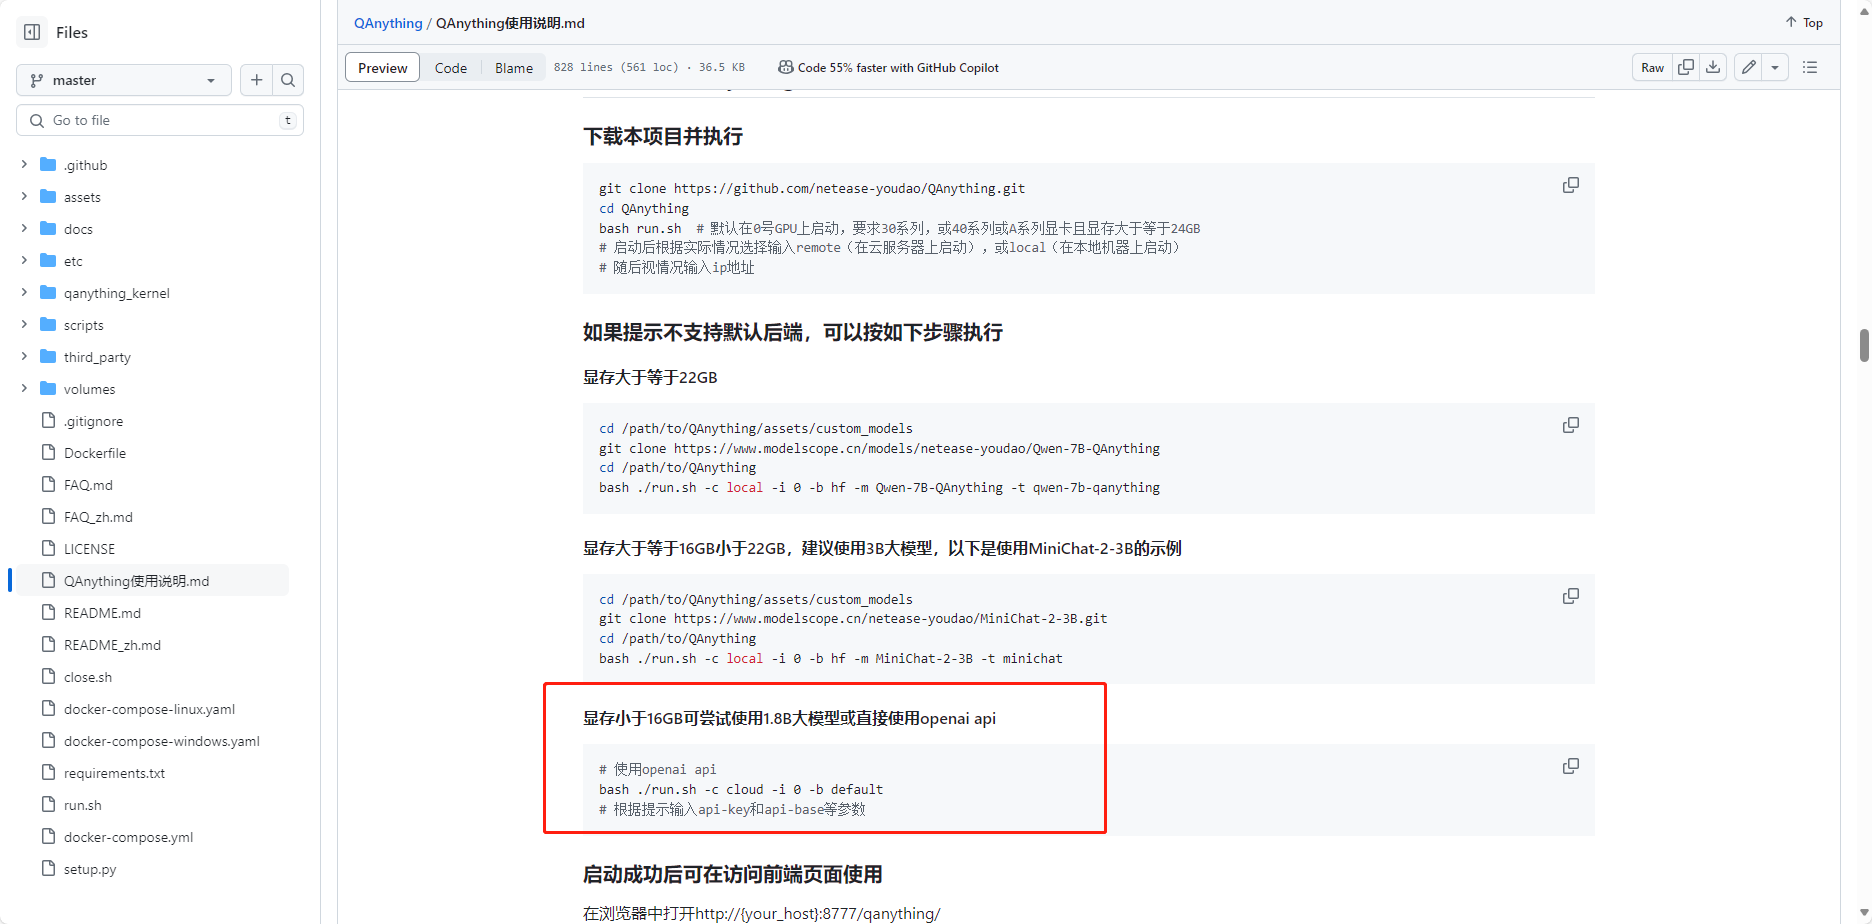 Files
master
Go to file
t
.github
assets
docs
etc
qanything_kernel
scripts
third_party
volumes
.gitignore
Dockerfile
FAQ.md
FAQ_zh.md
LICENSE
QAnything使用说明.md
README.md
README_zh.md
close.sh
docker-compose-linux.yaml
docker-compose-windows.yaml
requirements.txt
run.sh
docker-compose.yml
setup.py
QAnything / QAnything使用说明.md
Top
Preview Code Blame 828 lines (561 loc) · 36.5 KB Code 55% faster with GitHub Copilot
Raw
下载本项目并执行
git clone https://github.com/netease-youdao/QAnything.git
cd QAnything
bash run.sh  # 默认在0号GPU上启动，要求30系列，或40系列或A系列显卡且显存大于等于24GB
# 启动后根据实际情况选择输入remote（在云服务器上启动），或local（在本地机器上启动）
# 随后视情况输入ip地址
如果提示不支持默认后端，可以按如下步骤执行
显存大于等于22GB
cd /path/to/QAnything/assets/custom_models
git clone https://www.modelscope.cn/models/netease-youdao/Qwen-7B-QAnything
cd /path/to/QAnything
bash ./run.sh -c local -i 0 -b hf -m Qwen-7B-QAnything -t qwen-7b-qanything
显存大于等于16GB小于22GB，建议使用3B大模型，以下是使用MiniChat-2-3B的示例
cd /path/to/QAnything/assets/custom_models
git clone https://www.modelscope.cn/netease-youdao/MiniChat-2-3B.git
cd /path/to/QAnything
bash ./run.sh -c local -i 0 -b hf -m MiniChat-2-3B -t minichat
显存小于16GB可尝试使用1.8B大模型或直接使用openai api
# 使用openai api
bash ./run.sh -c cloud -i 0 -b default
# 根据提示输入api-key和api-base等参数
启动成功后可在访问前端页面使用
在浏览器中打开http://{your_host}:8777/qanything/